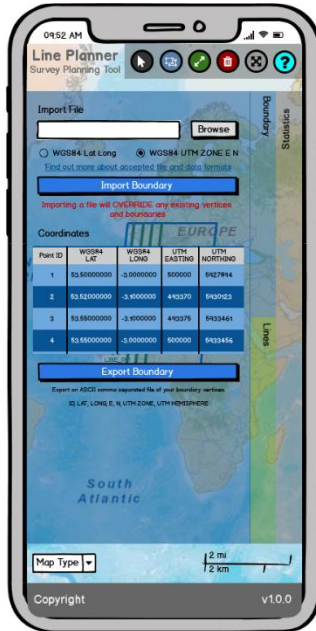 09:52 AM
Line Planner
Survey Planning Tool
?
Import File
Browse
WGS84 Lat Long
WGS84 UTM ZONE E N
Find out more about accepted file and data formats
Import Boundary
Importing a file will OVERRIDE any existing vertices
and boundaries
EUROPE
Coordinates
Point ID WGS84 LAT WGS84 LONG UTM EASTING UTM NORTHING
1 53.50000000 -3.0000000 500000
2 53.52000000 -3.1000000 493370 5930123
3 53.55000000 -3.1000000 493375 5933461
4 53.55000000 -3.0000000 500000 5933456
Export Boundary
Export an ASCII comma separated file of your boundary vertices
ID, LAT, LONG, E, N, UTM ZONE, UTM HEMISPHERE
Boundary
Statistics
Lines
South
Atlantic
Map Type
2 mi
2 km
Copyright
v1.0.0